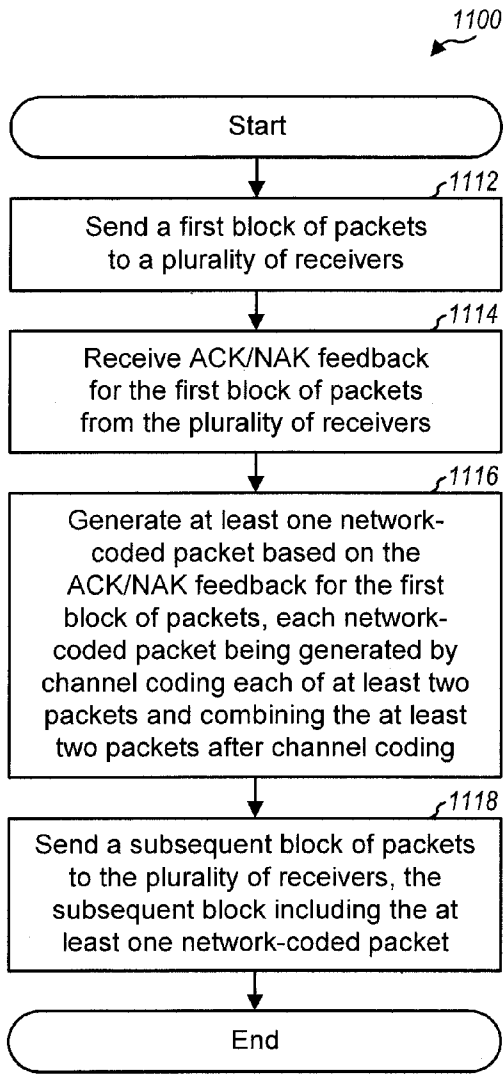 1100
Start
1112
Send a first block of packets
to a plurality of receivers
1114
Receive ACK/NAK feedback
for the first block of packets
from the plurality of receivers
1116
Generate at least one network-
coded packet based on the
ACK/NAK feedback for the first
block of packets, each network-
coded packet being generated by
channel coding each of at least two
packets and combining the at least
two packets after channel coding
1118
Send a subsequent block of packets
to the plurality of receivers, the
subsequent block including the at
least one network-coded packet
End